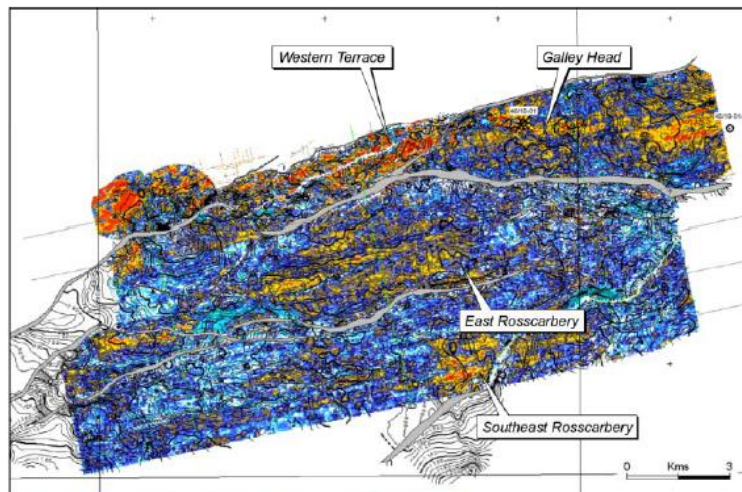 Western Terrace
Galley Head
East Rosscarbery
Southeast Rosscarbery
0 Kms 3